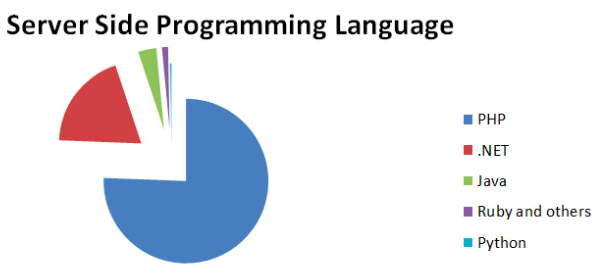 Server Side Programming Language
PHP
.NET
Java
Ruby and others
Python